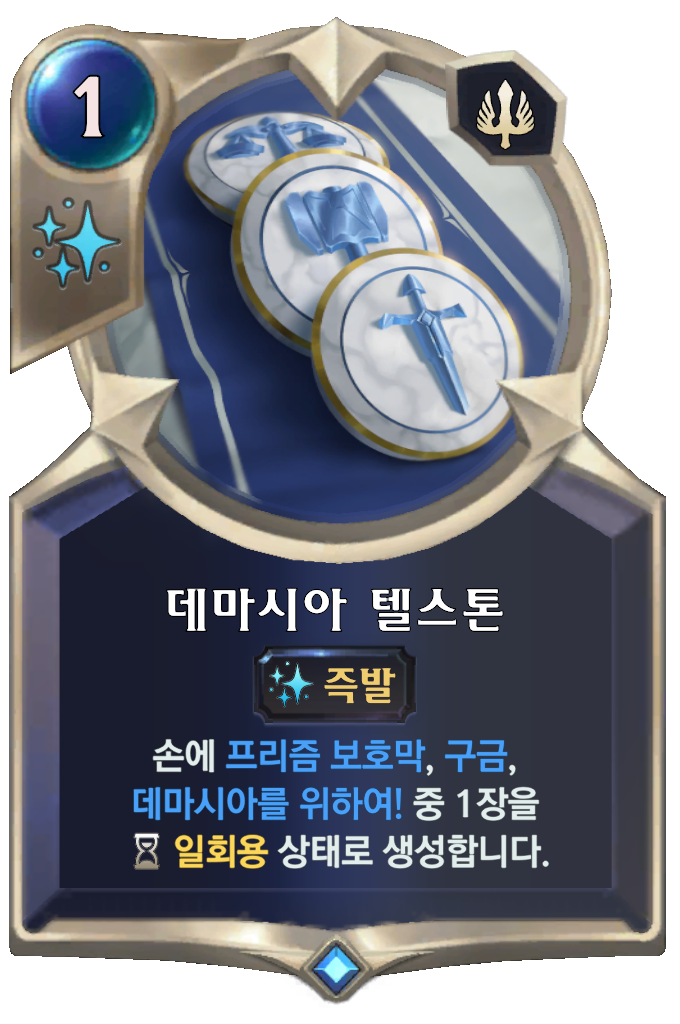 1
데마시아 텔스톤
즉발
손에 프리즘 보호막, 구금,
데마시아를 위하여! 중 1장을
일회용 상태로 생성합니다.